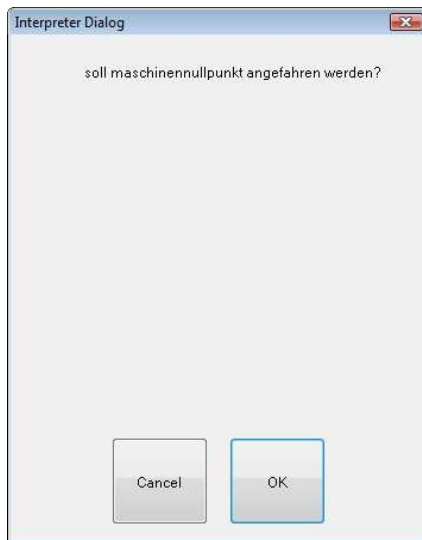 Interpreter Dialog
soll maschinennullpunkt angefahren werden?
Cancel
OK